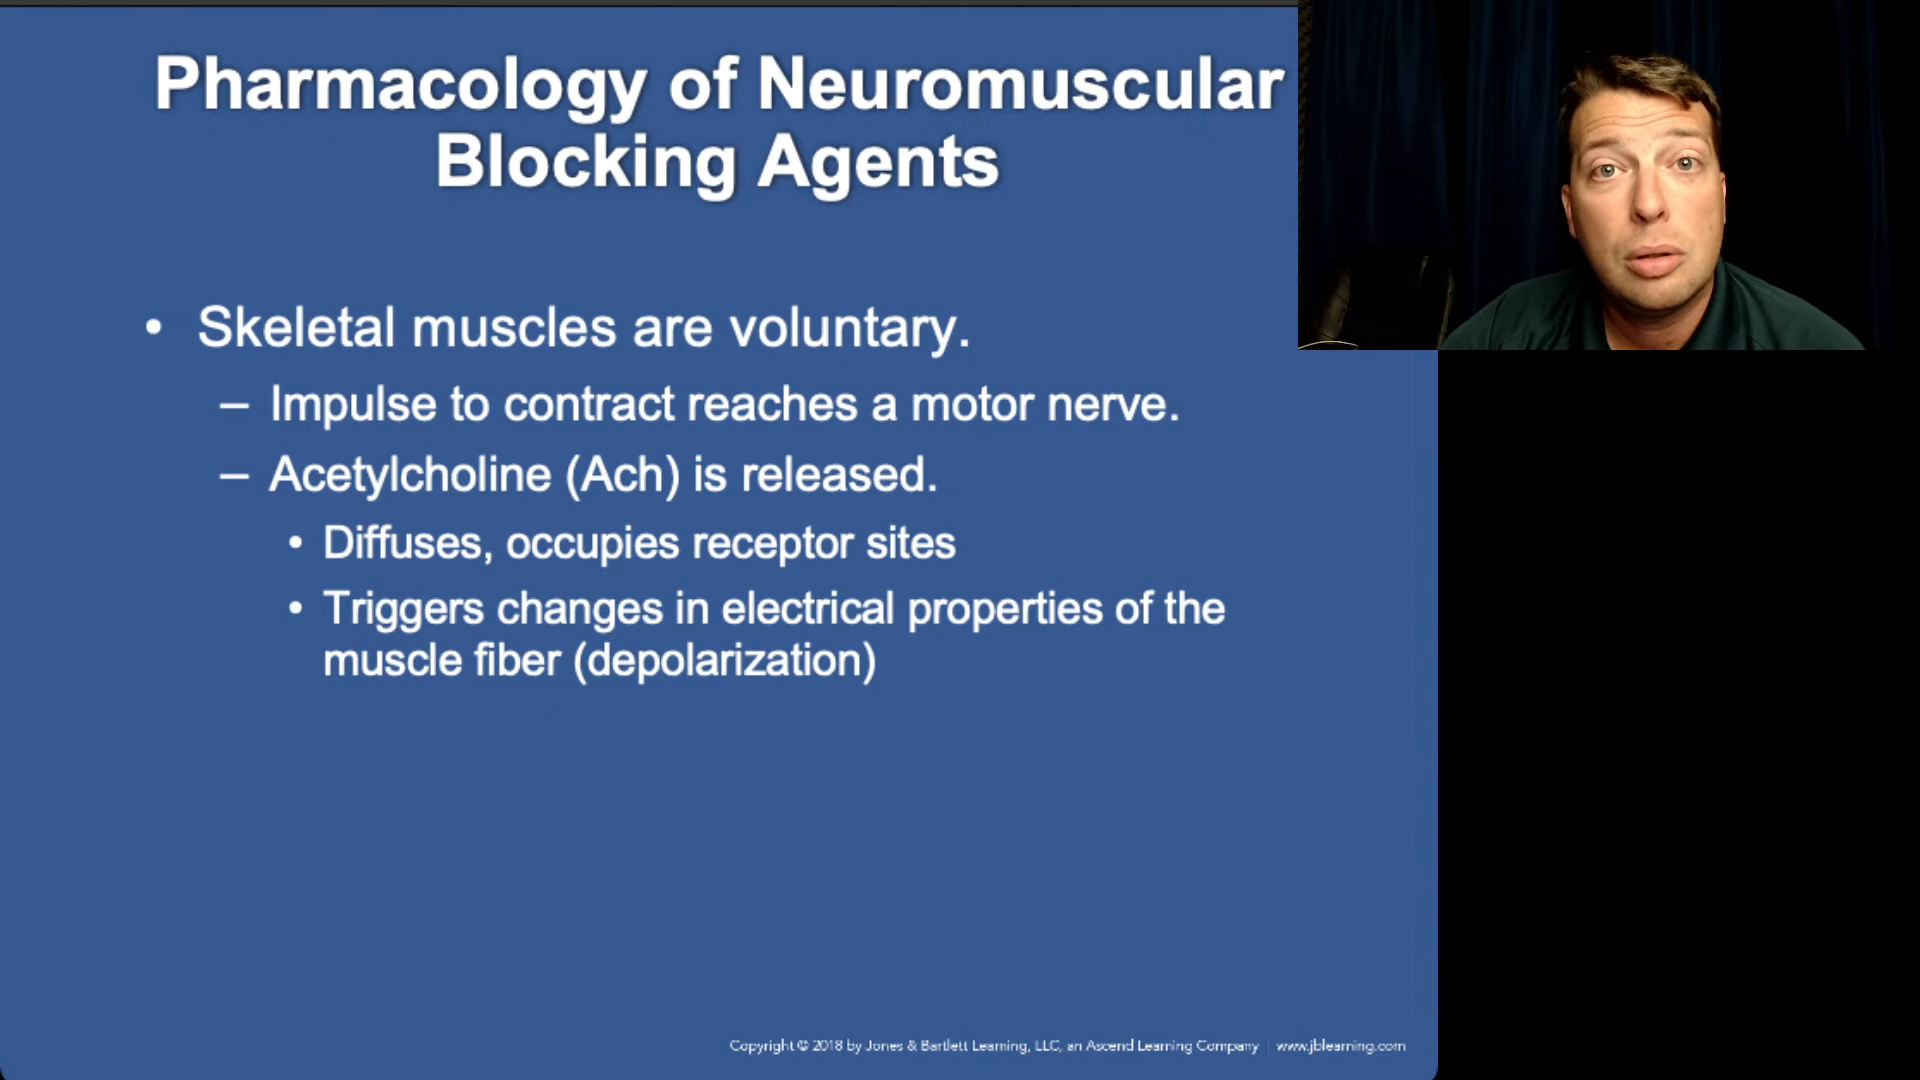 Pharmacology of Neuromuscular
Blocking Agents
• Skeletal muscles are voluntary.
– Impulse to contract reaches a motor nerve.
– Acetylcholine (Ach) is released.
• Diffuses, occupies receptor sites
• Triggers changes in electrical properties of the
muscle fiber (depolarization)
Copyright © 2018 by Jones & Bartlett Learning, LLC, an Ascend Learning Company | www.jblearning.com